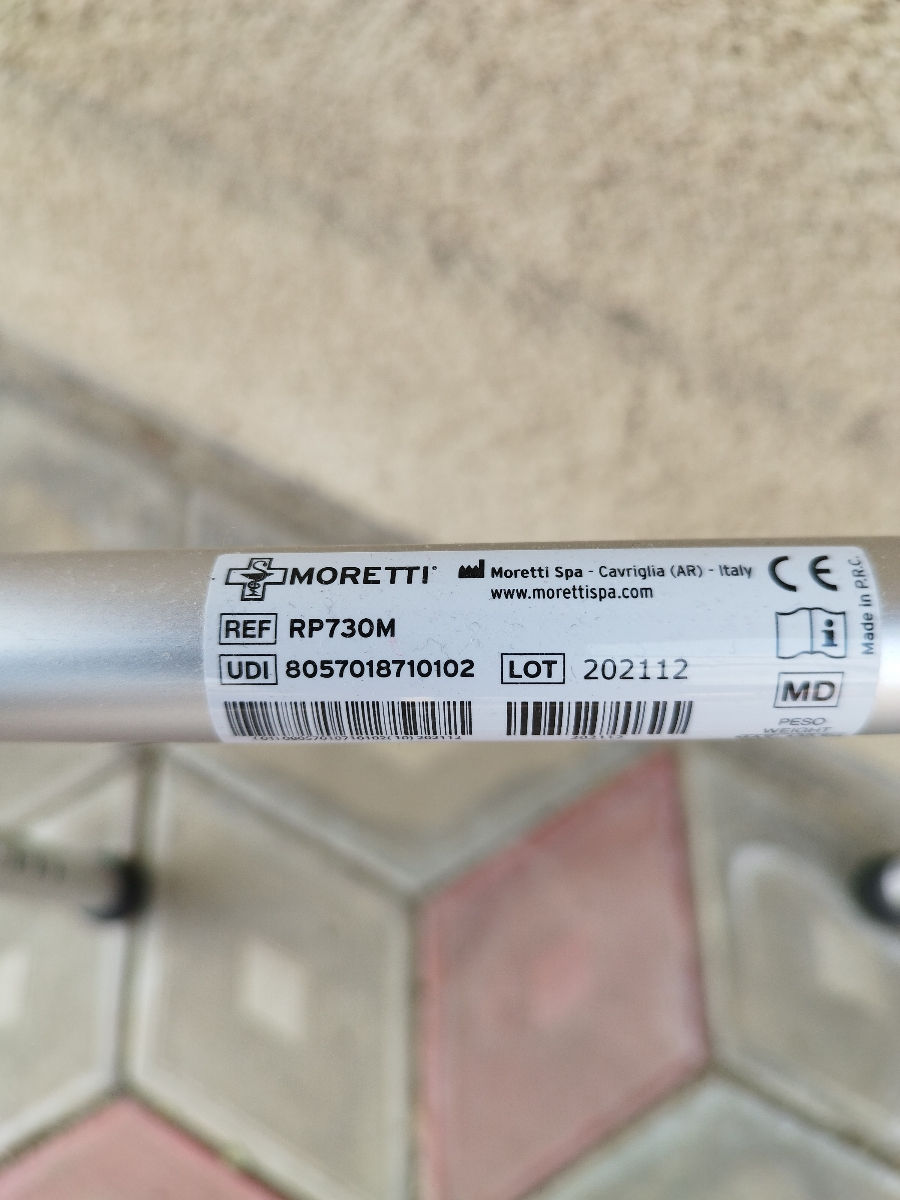 MORETTI
Moretti Spa - Cavriglia (AR) - Italy
www.morettispa.com
CE
REF RP730M
UDI 8057018710102 LOT 202112
MD
Made in P.R.C.
PESO
WEIGHT
202112